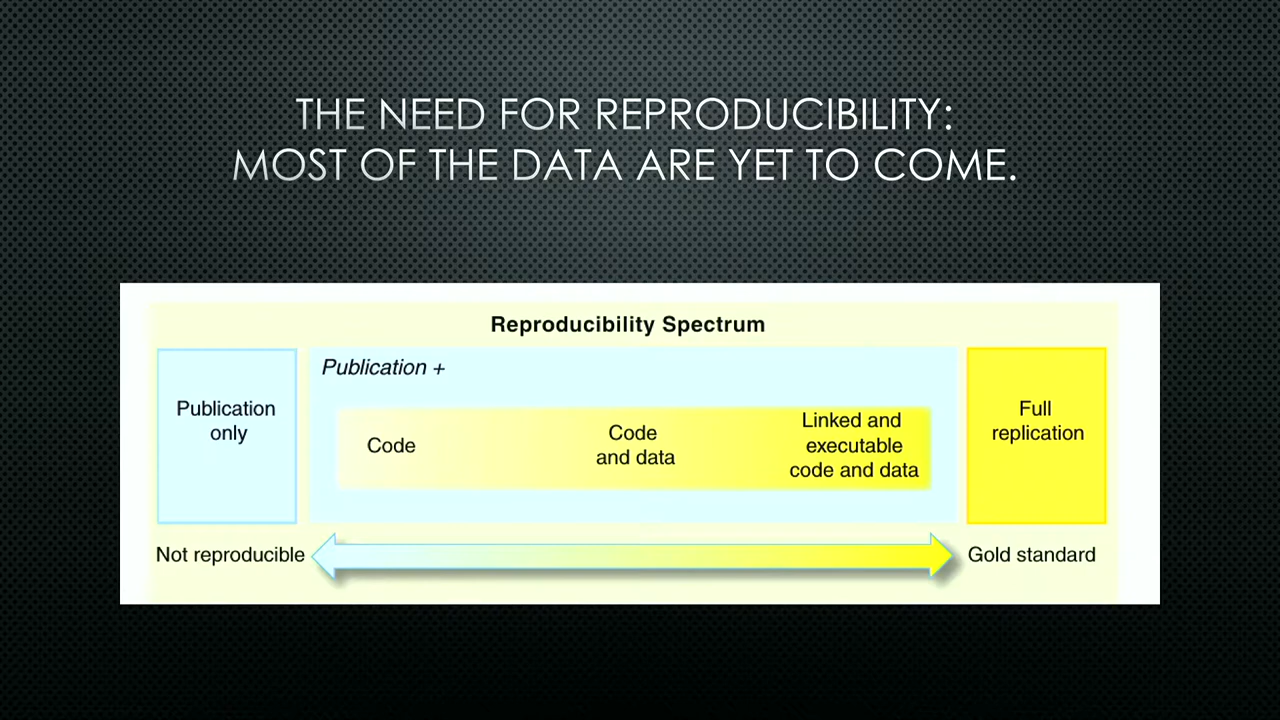 THE NEED FOR REPRODUCIBILITY:
MOST OF THE DATA ARE YET TO COME.
Reproducibility Spectrum
Publication only
Publication +
Code
Code
and data
Linked and
executable
code and data
Full
replication
Not reproducible
Gold standard